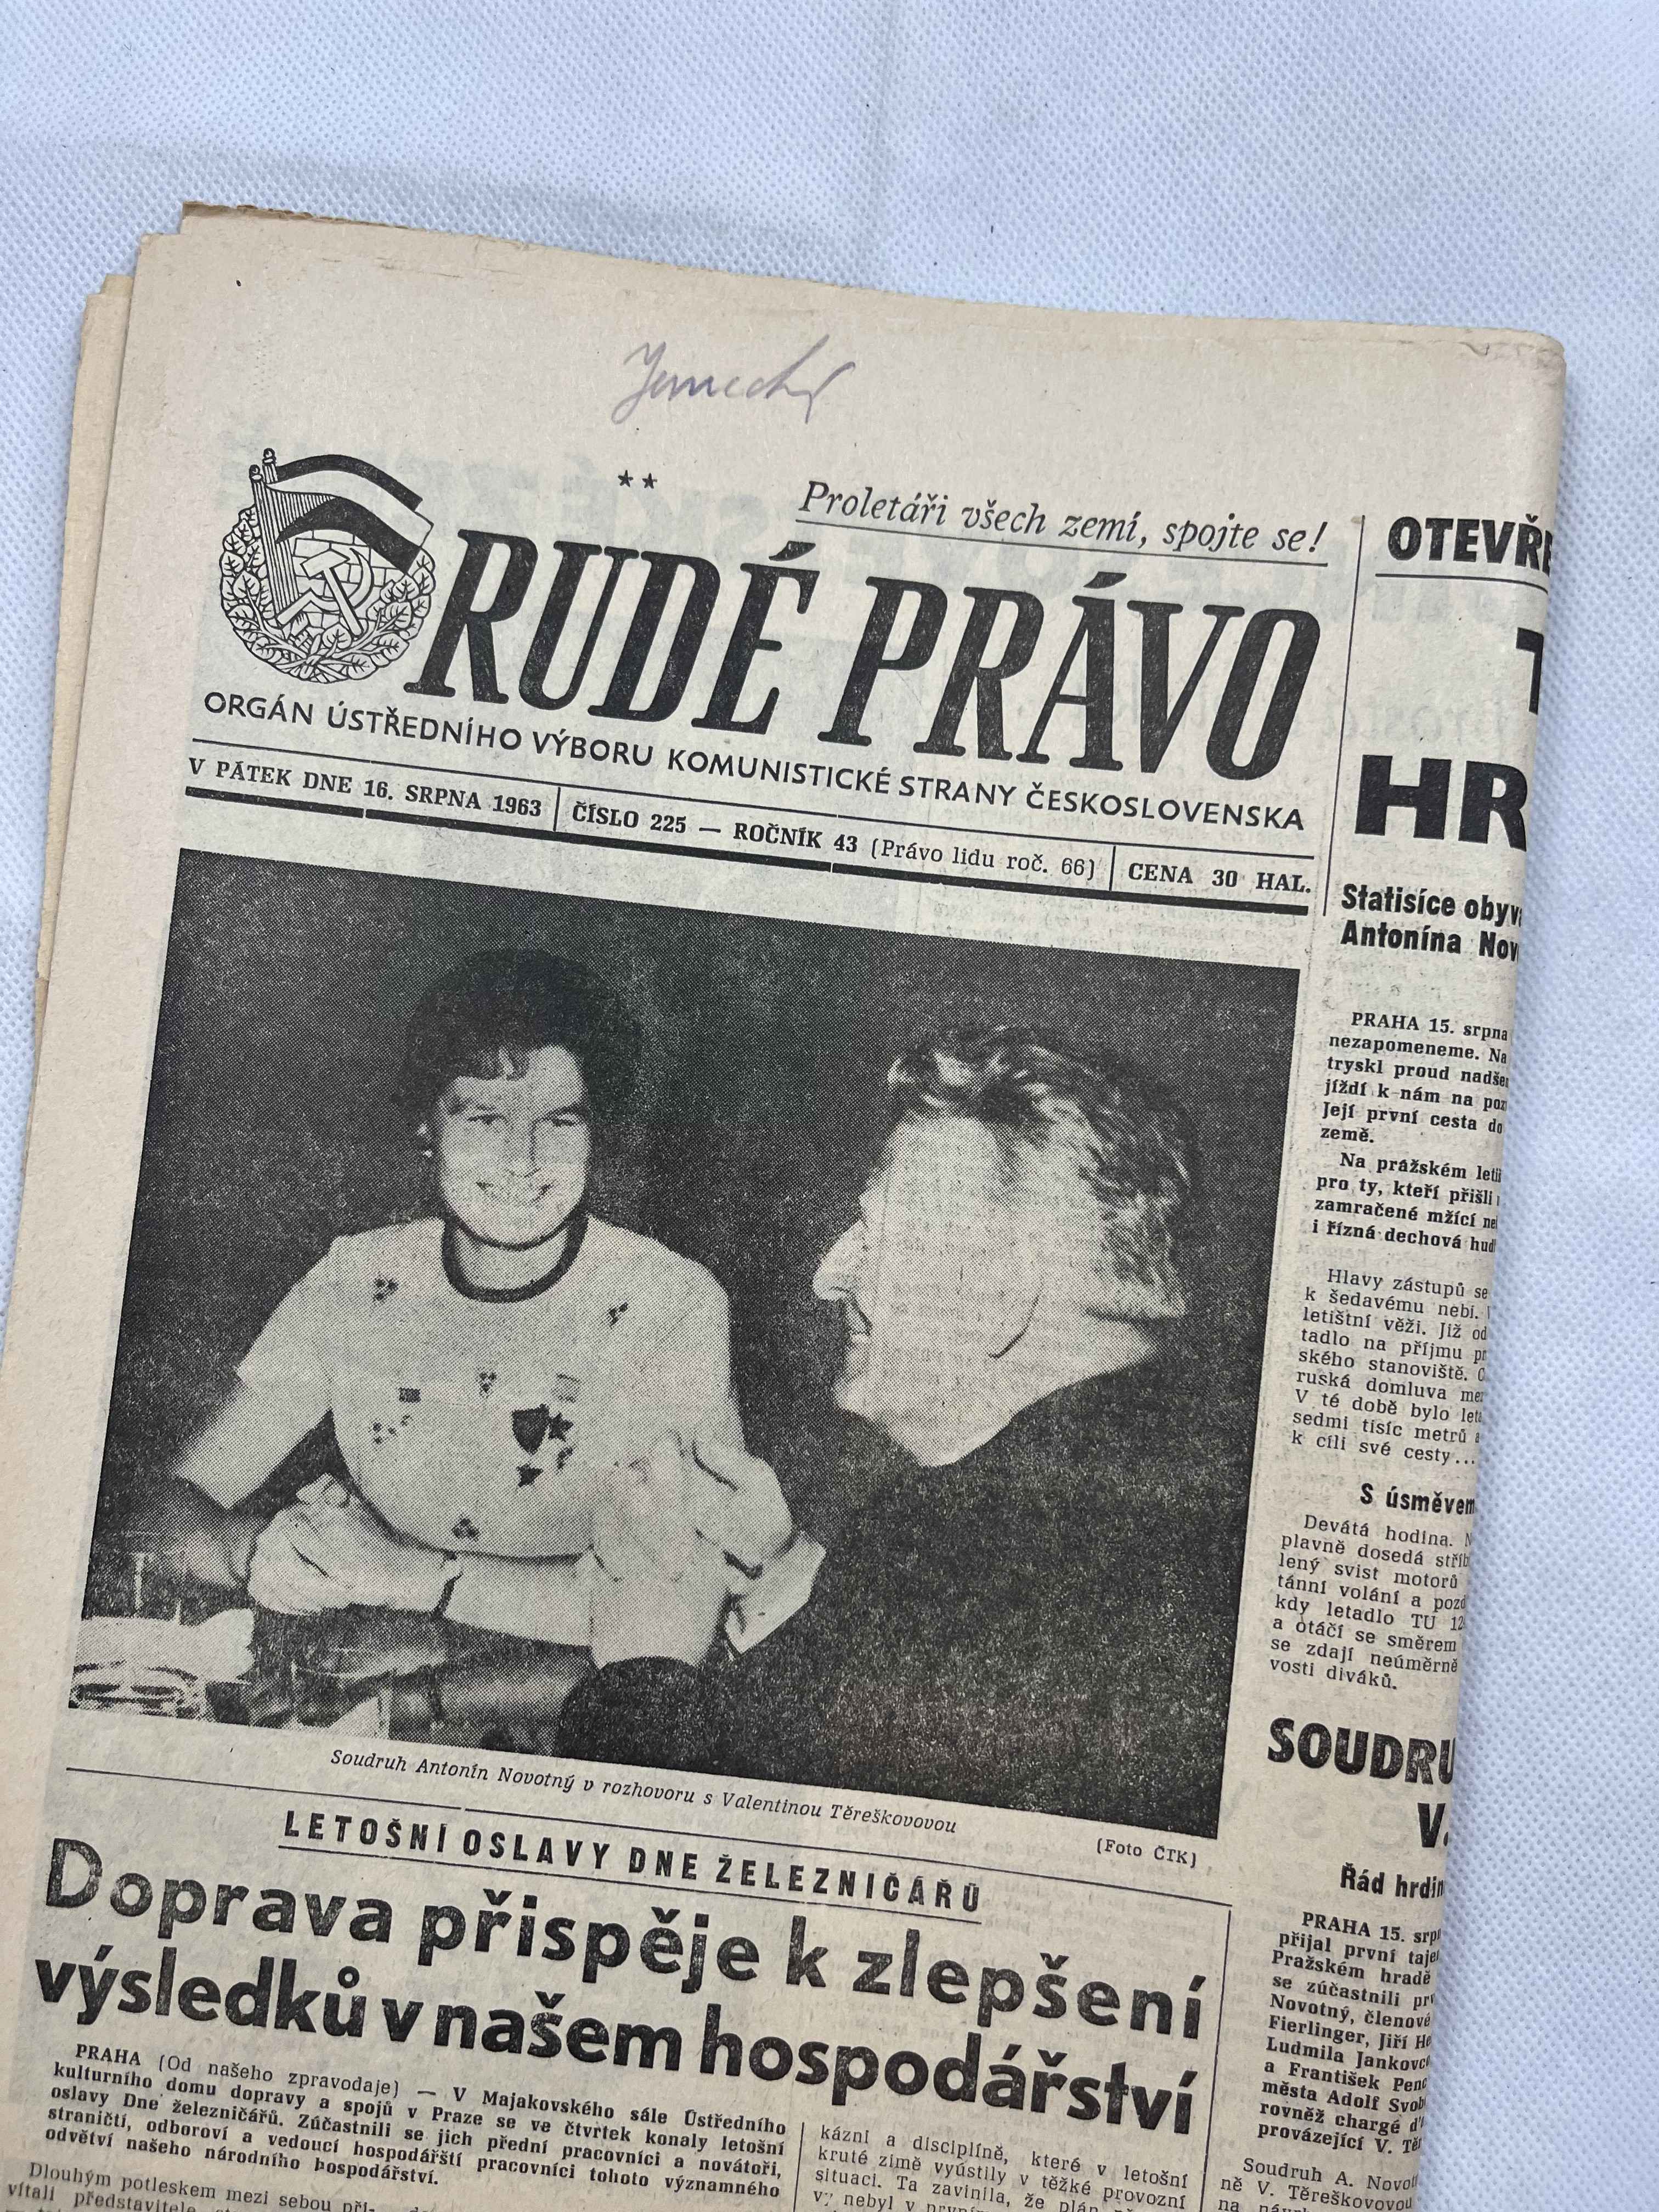 Proletáři všech zemí, spojte se!
RUDÉ PRÁVO
ORGÁN ÚSTŘEDNÍHO VÝBORU KOMUNISTICKÉ STRANY ČESKOSLOVENSKA
V PÁTEK DNE 16. SRPNA 1963 | ČÍSLO 225 — ROČNÍK 43 (Právo lidu roč. 66) | CENA 30 HAL.
Soudruh Antonín Novotný v rozhovoru s Valentinou Těreškovovou
(Foto ČTK)
LETOŠNÍ OSLAVY DNE ŽELEZNIČÁŘŮ
Doprava přispěje k zlepšení
výsledků v našem hospodářství
PRAHA (Od našeho zpravodaje) — V Majakovského sále Ústředního
kulturního domu dopravy a spojů v Praze se ve čtvrtek konaly letošní
oslavy Dne železničářů. Zúčastnili se jich přední pracovníci a novátoři,
straničtí, odboroví a vedoucí hospodářští pracovníci tohoto významného
odvětví našeho národního hospodářství.
Dlouhým potleskem mezi sebou při-
vítali představitele
kázni a disciplíně, které v letošní
kruté zimě vyústily v těžké provozní
situaci. Ta zavinila, že plán
nebyl v
OTEVŘE
T
HR
Statisíce obyv
Antonína Nov
PRAHA 15. srpna
nezapomeneme. Na
tryskl proud nadše
jíždí k nám na poz
Její první cesta do
země.
Na pražském leti
pro ty, kteří přišli
zamračené mžící ne
i řízná dechová hud
Hlavy zástupů se
k šedavému nebi.
letištní věži. Již od
tadlo na příjmu pr
ského stanoviště.
ruská domluva me
V té době bylo leta
sedmi tisíc metrů a
k cíli své cesty...
S úsměvem
Devátá hodina. N
plavně dosedá stříb
lený svist motorů
tánní volání a pozd
kdy letadlo TU 12
a otáčí se směrem
se zdají neúměrně
vosti diváků.
SOUDRU
V.
Řád hrdin
PRAHA 15. srp
přijal první taje
Pražském hradě
se zúčastnili prv
Novotný, členové
Fierlinger, Jiří He
Ludmila Jankovc
a František Penc
města Adolf Svob
rovněž chargé d'
provázející V. Tě
Soudruh A. Novot
ně V. Těreškovovou